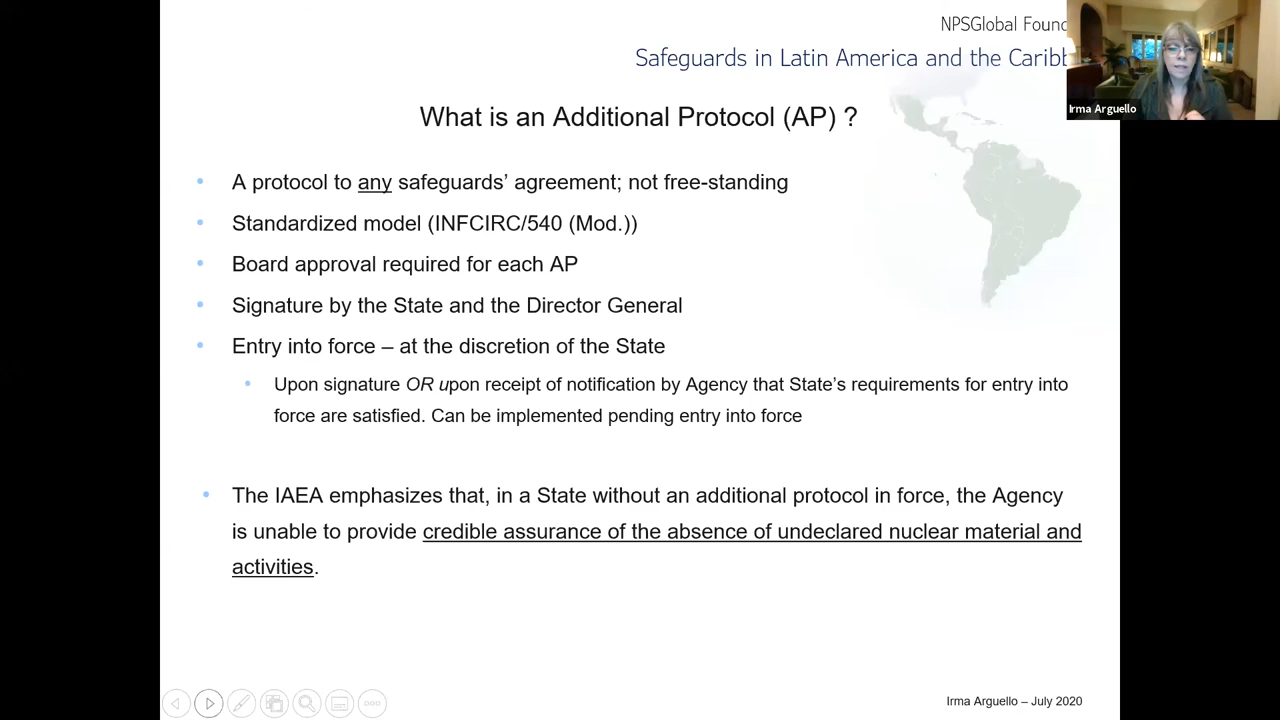 NPSGlobal Found
Safeguards in Latin America and the Caribb
Irma Arguello
What is an Additional Protocol (AP) ?
• A protocol to any safeguards’ agreement; not free-standing
• Standardized model (INFCIRC/540 (Mod.))
• Board approval required for each AP
• Signature by the State and the Director General
• Entry into force – at the discretion of the State
• Upon signature OR upon receipt of notification by Agency that State’s requirements for entry into
force are satisfied. Can be implemented pending entry into force
• The IAEA emphasizes that, in a State without an additional protocol in force, the Agency
is unable to provide credible assurance of the absence of undeclared nuclear material and
activities.
Irma Arguello – July 2020